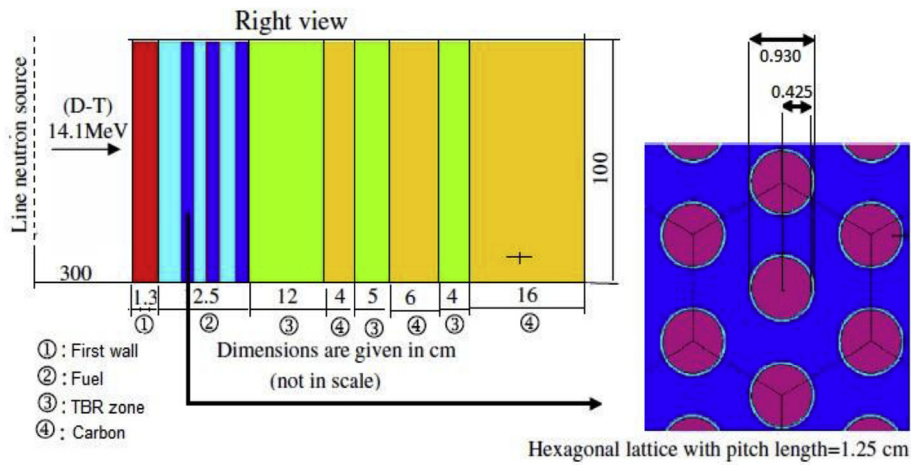 Right view
Line neutron source
(D-T)
14.1MeV
300
100
1.3 2.5 12 4 5 6 4 16
① ② ③ ④ ③ ④ ③ ④
①: First wall
②: Fuel
③: TBR zone
④: Carbon
Dimensions are given in cm
(not in scale)
0.930
0.425
Hexagonal lattice with pitch length=1.25 cm